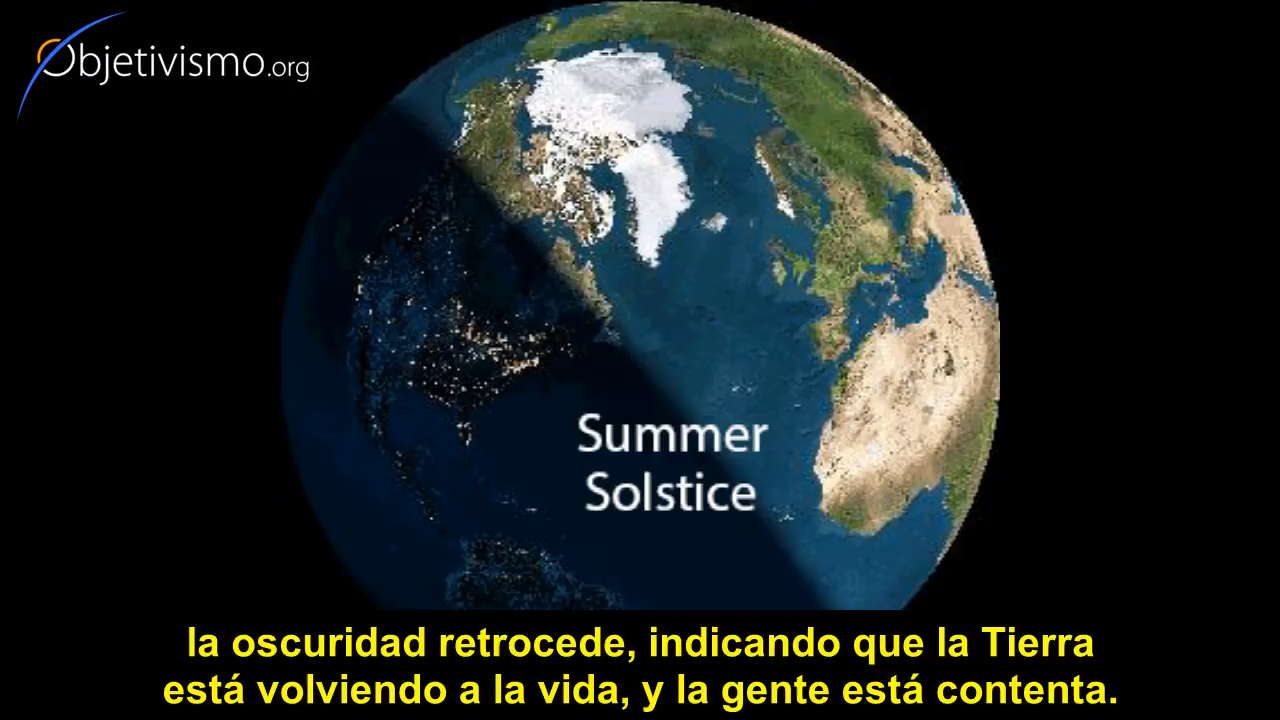 Objetivismo.org
Summer
Solstice
la oscuridad retrocede, indicando que la Tierra
está volviendo a la vida, y la gente está contenta.